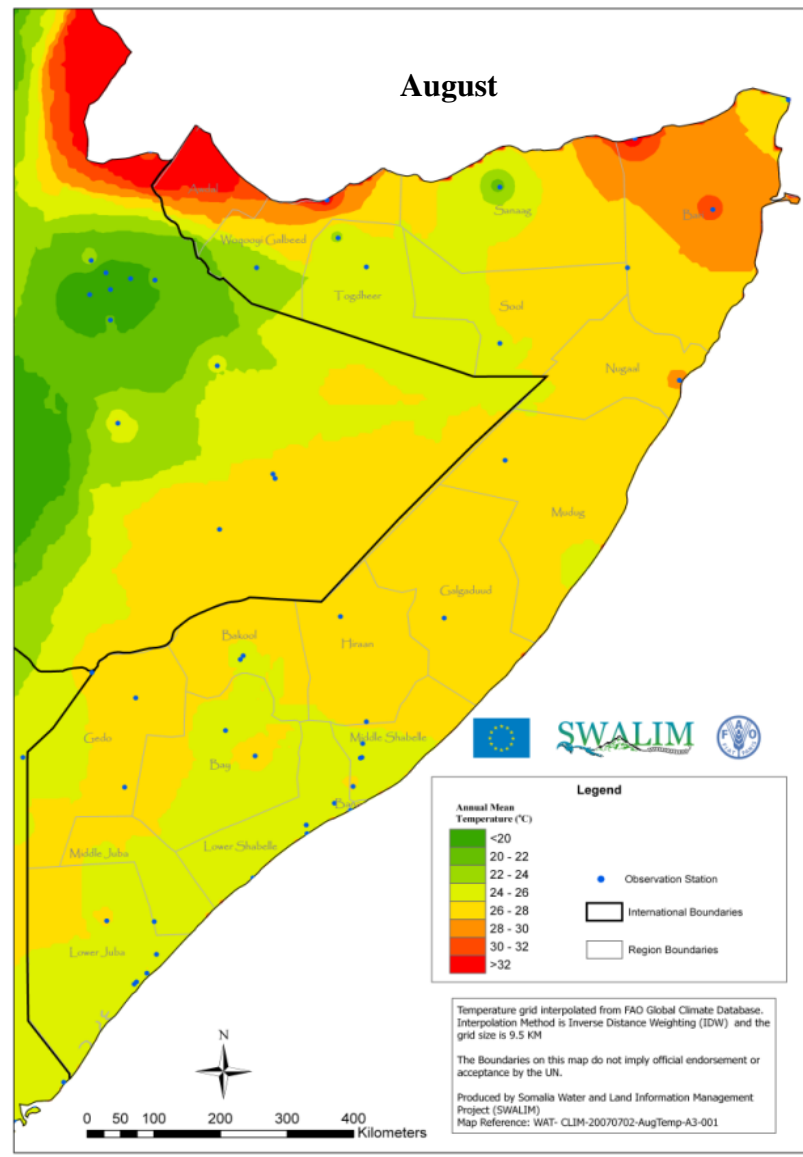 August
Awdal
Woqooyi Galbeed
Togdheer
Sanaag
Bari
Sool
Nugaal
Mudug
Galgaduud
Hiraan
Bakool
Gedo
Bay
Middle Shabelle
Lower Shabelle
Middle Juba
Lower Juba
SWALIM
F A O
FIAT PANIS
Legend
Annual Mean
Temperature (°C)
<20
20 - 22
22 - 24
24 - 26
26 - 28
28 - 30
30 - 32
>32
Observation Station
International Boundaries
Region Boundaries
N
0 50 100 200 300 400
Kilometers
Temperature grid interpolated from FAO Global Climate Database.
Interpolation Method is Inverse Distance Weighting (IDW) and the
grid size is 9.5 KM
The Boundaries on this map do not imply official endorsement or
acceptance by the UN.
Produced by Somalia Water and Land Information Management
Project (SWALIM)
Map Reference: WAT- CLIM-20070702-AugTemp-A3-001